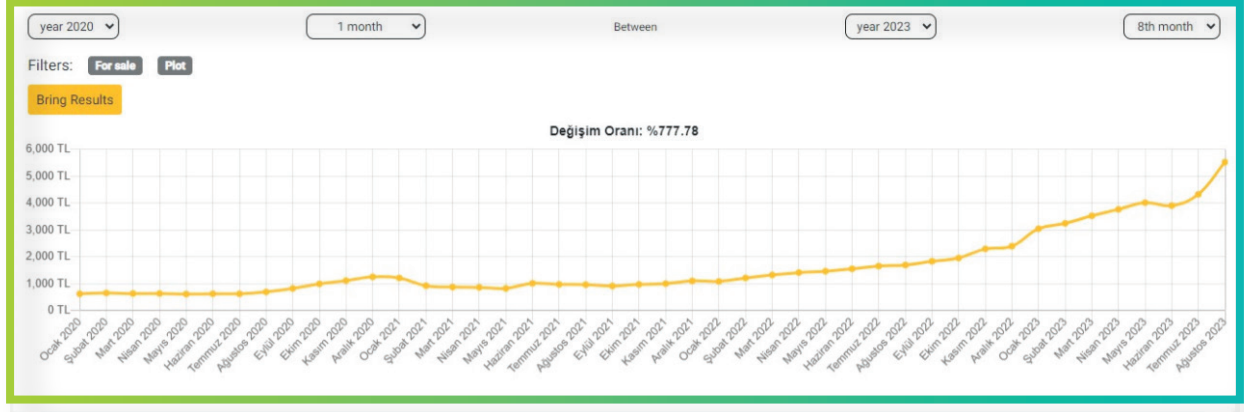 year 2020 1 month Between year 2023 8th month
Filters: For sale Plot
Bring Results
Değişim Oranı: %777.78
6,000 TL
5,000 TL
4,000 TL
3,000 TL
2,000 TL
1,000 TL
0 TL
Ocak 2020
Şubat 2020
Mart 2020
Nisan 2020
Mayıs 2020
Haziran 2020
Temmuz 2020
Ağustos 2020
Eylül 2020
Ekim 2020
Kasım 2020
Aralık 2020
Ocak 2021
Şubat 2021
Mart 2021
Nisan 2021
Mayıs 2021
Haziran 2021
Temmuz 2021
Ağustos 2021
Eylül 2021
Ekim 2021
Kasım 2021
Aralık 2021
Ocak 2022
Şubat 2022
Mart 2022
Nisan 2022
Mayıs 2022
Haziran 2022
Temmuz 2022
Ağustos 2022
Eylül 2022
Ekim 2022
Kasım 2022
Aralık 2022
Ocak 2023
Şubat 2023
Mart 2023
Nisan 2023
Mayıs 2023
Haziran 2023
Temmuz 2023
Ağustos 2023